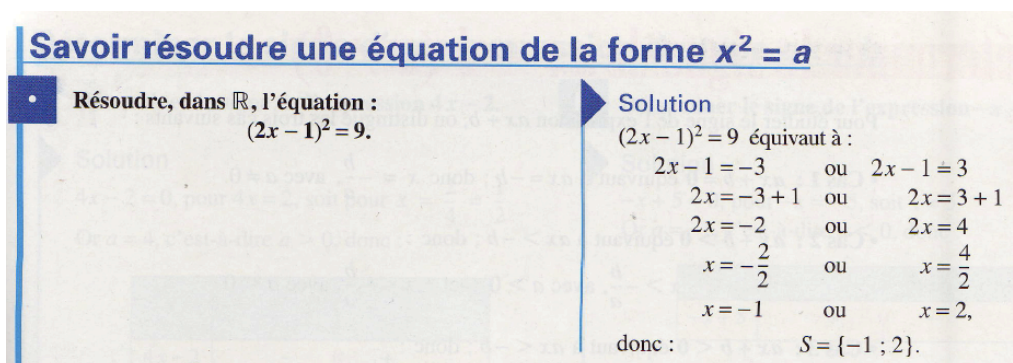 Savoir résoudre une équation de la forme x² = a
Résoudre, dans ℝ, l'équation :
(2x – 1)² = 9.
Solution
(2x – 1)² = 9 équivaut à :
2x – 1 = –3 ou 2x – 1 = 3
2x = –3 + 1 ou 2x = 3 + 1
2x = –2 ou 2x = 4
x = –2/2 ou x = 4/2
x = –1 ou x = 2,
donc : S = {–1 ; 2}.